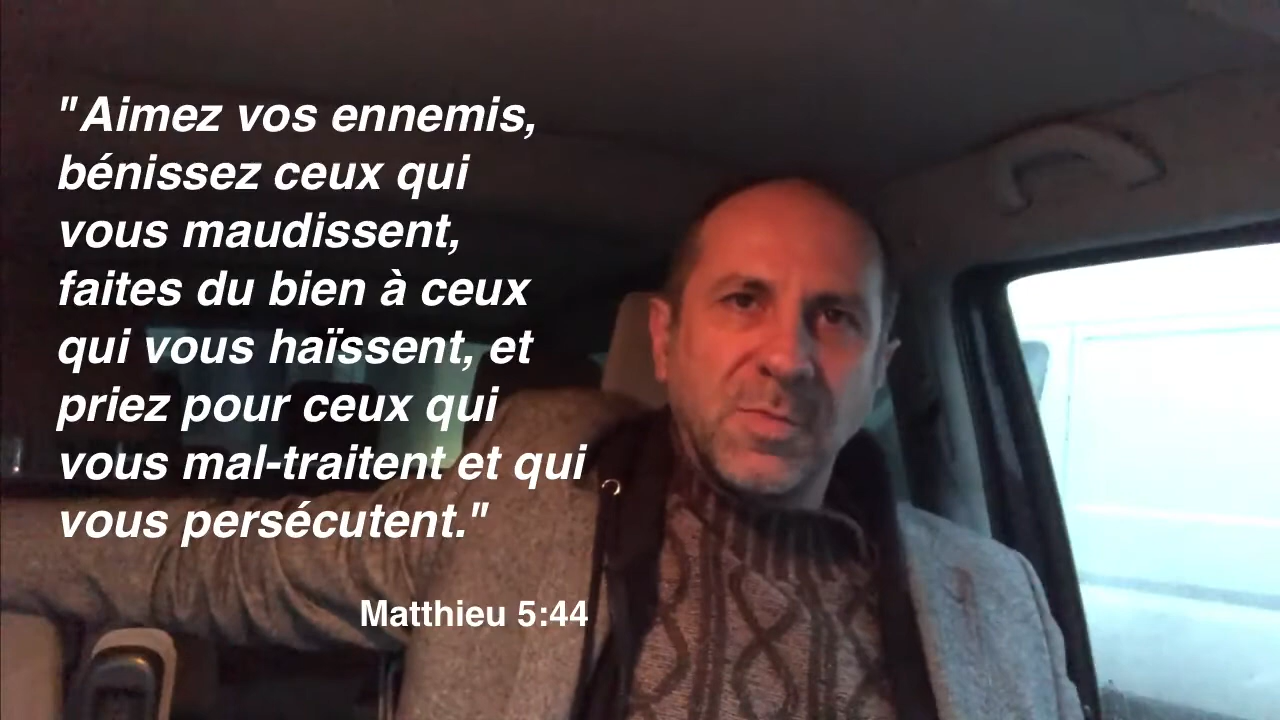 "Aimez vos ennemis,
bénissez ceux qui
vous maudissent,
faites du bien à ceux
qui vous haïssent, et
priez pour ceux qui
vous mal-traitent et qui
vous persécutent."
Matthieu 5:44